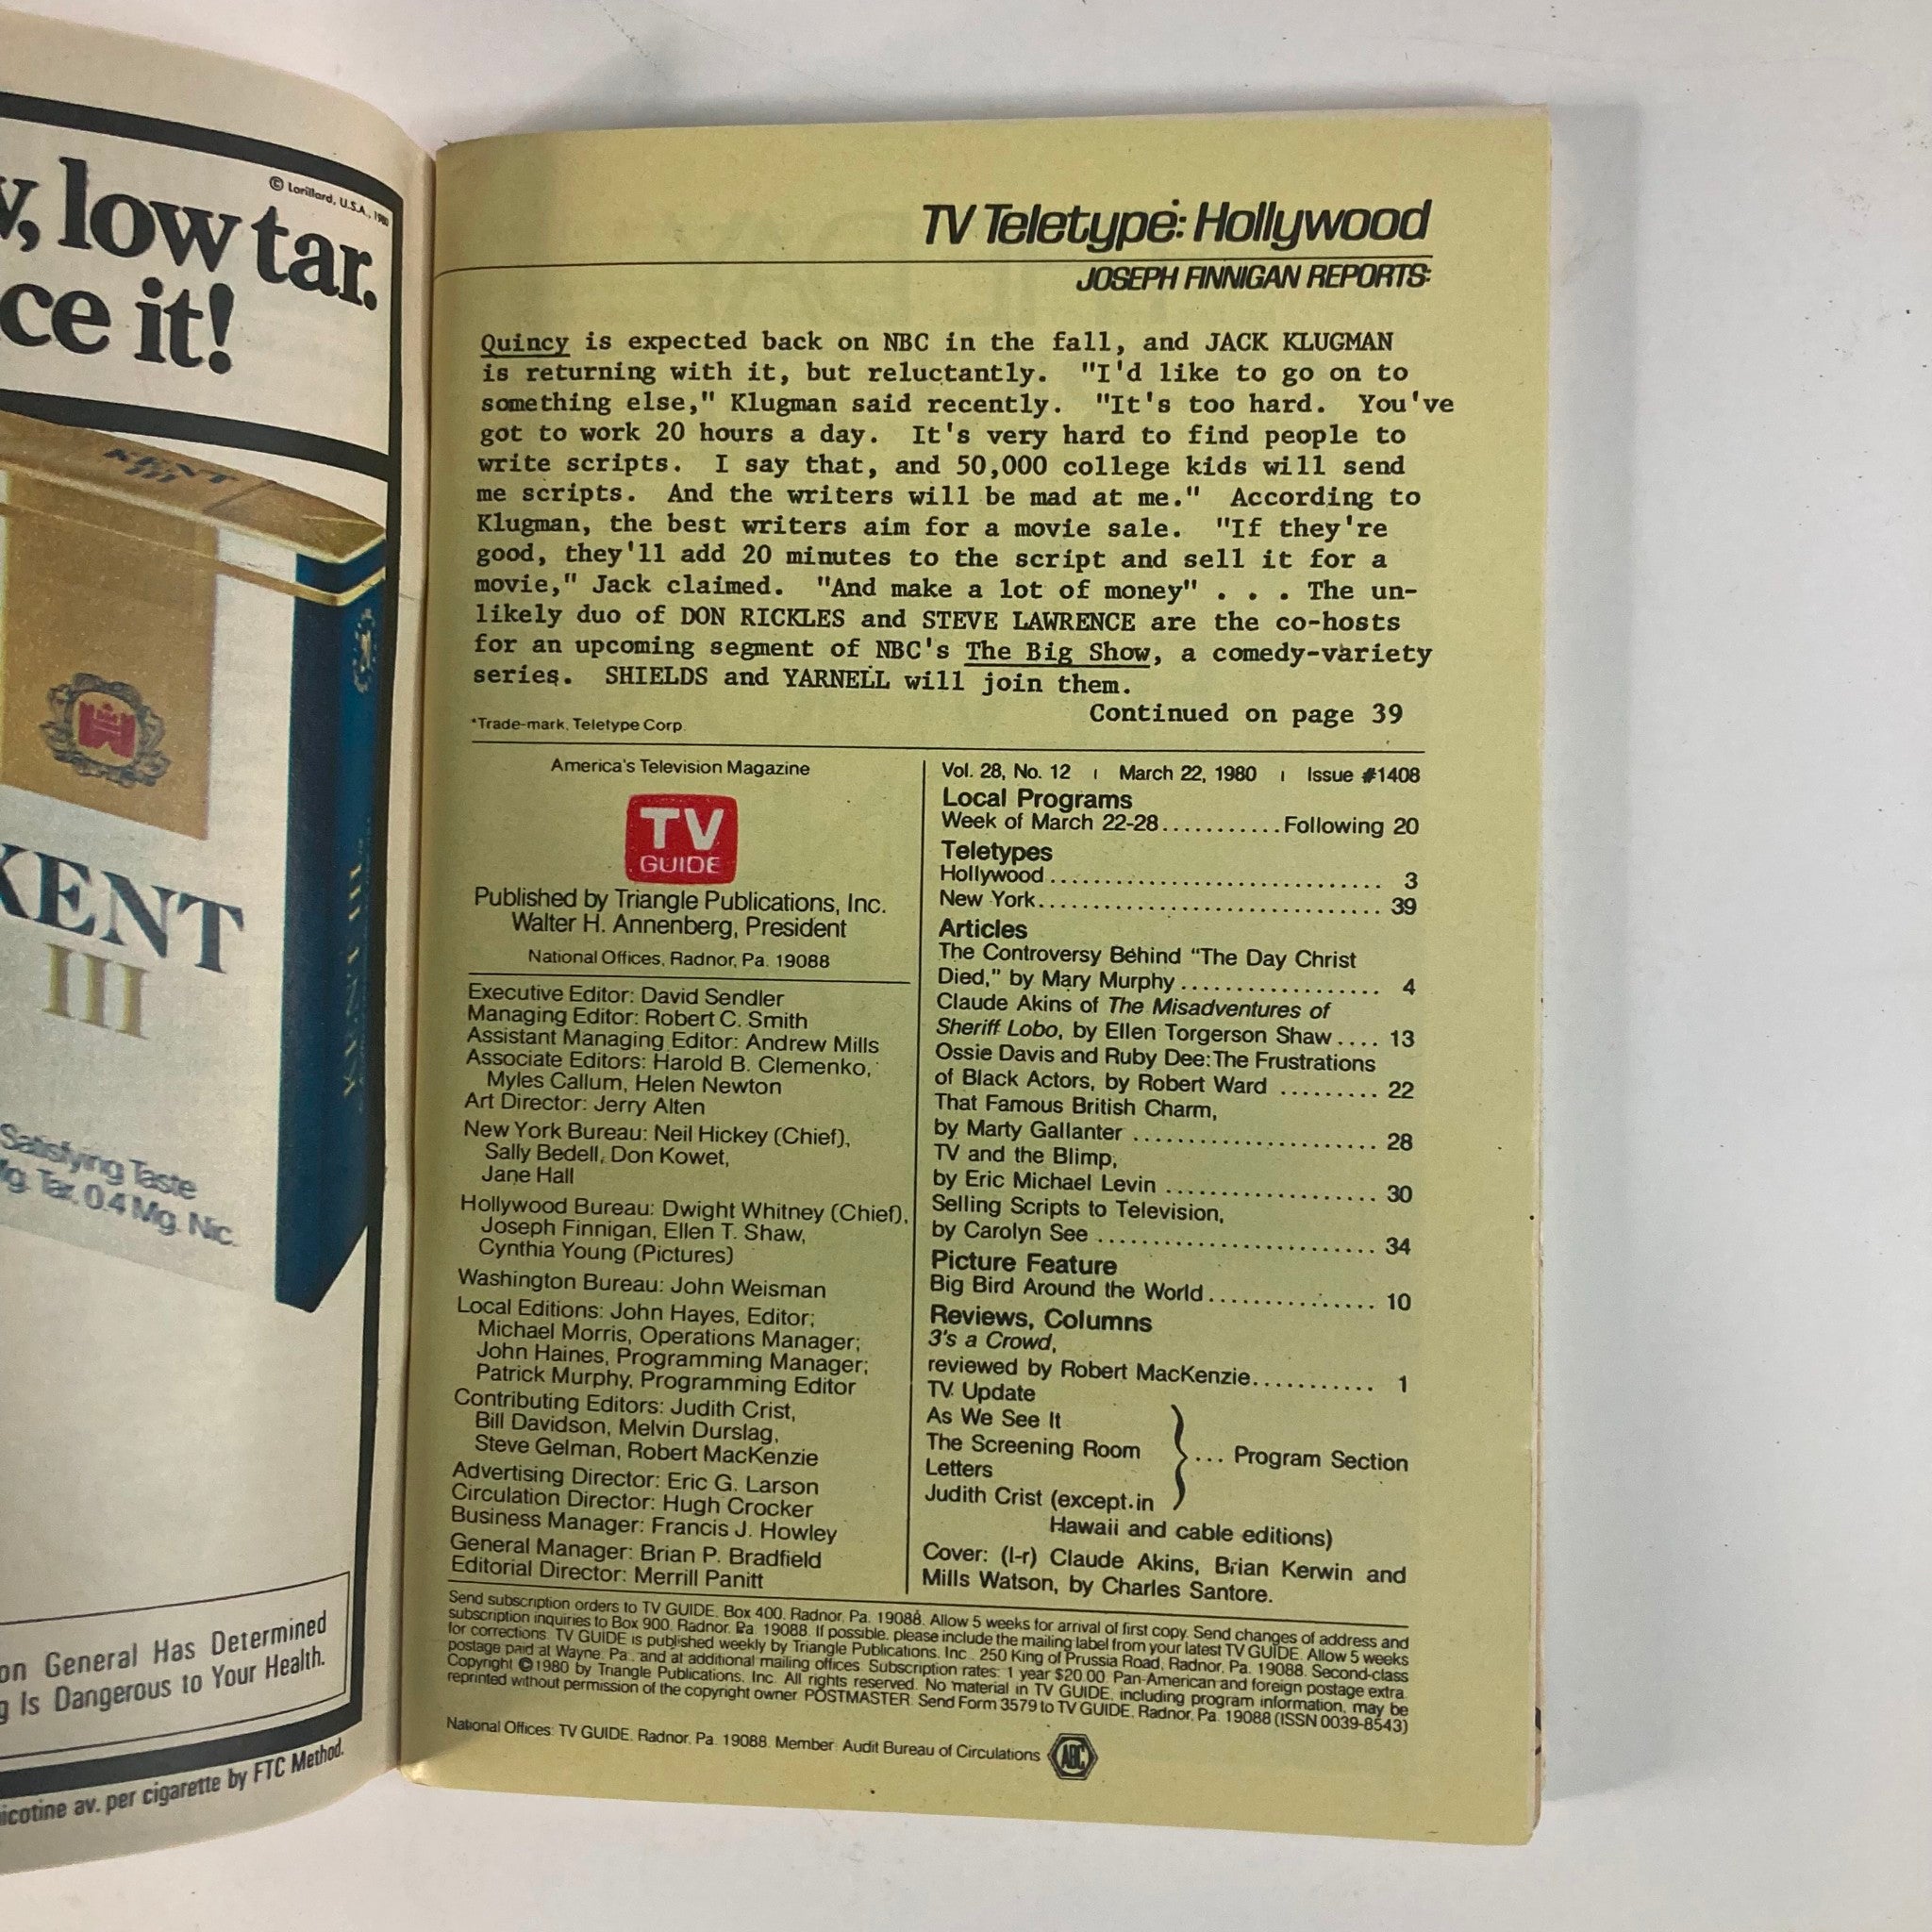 © Lorillard, U.S.A., 1980
low tar.
it!
KENT
III
KENT
III
KENT III
Satisfying Taste
Mg. Tar, 0.4 Mg. Nic.
General Has Determined
Is Dangerous to Your Health.
av. per cigarette by FTC Method.
TV Teletype: Hollywood
JOSEPH FINNIGAN REPORTS:
Quincy is expected back on NBC in the fall, and JACK KLUGMAN
is returning with it, but reluctantly. "I'd like to go on to
something else," Klugman said recently. "It's too hard. You've
got to work 20 hours a day. It's very hard to find people to
write scripts. I say that, and 50,000 college kids will send
me scripts. And the writers will be mad at me." According to
Klugman, the best writers aim for a movie sale. "If they're
good, they'll add 20 minutes to the script and sell it for a
movie," Jack claimed. "And make a lot of money" . . . The un-
likely duo of DON RICKLES and STEVE LAWRENCE are the co-hosts
for an upcoming segment of NBC's The Big Show, a comedy-variety
series. SHIELDS and YARNELL will join them.
Continued on page 39
*Trade-mark, Teletype Corp.
America's Television Magazine
TV
GUIDE
Published by Triangle Publications, Inc.
Walter H. Annenberg, President
National Offices, Radnor, Pa. 19088
Executive Editor: David Sendler
Managing Editor: Robert C. Smith
Assistant Managing Editor: Andrew Mills
Associate Editors: Harold B. Clemenko,
Myles Callum, Helen Newton
Art Director: Jerry Alten
New York Bureau: Neil Hickey (Chief),
Sally Bedell, Don Kowet,
Jane Hall
Hollywood Bureau: Dwight Whitney (Chief),
Joseph Finnigan, Ellen T. Shaw,
Cynthia Young (Pictures)
Washington Bureau: John Weisman
Local Editions: John Hayes, Editor;
Michael Morris, Operations Manager;
John Haines, Programming Manager;
Patrick Murphy, Programming Editor
Contributing Editors: Judith Crist,
Bill Davidson, Melvin Durslag,
Steve Gelman, Robert MacKenzie
Advertising Director: Eric G. Larson
Circulation Director: Hugh Crocker
Business Manager: Francis J. Howley
General Manager: Brian P. Bradfield
Editorial Director: Merrill Panitt
Vol. 28, No. 12 | March 22, 1980 | Issue #1408
Local Programs
Week of March 22-28...........Following 20
Teletypes
Hollywood................................ 3
New York................................. 39
Articles
The Controversy Behind "The Day Christ
Died," by Mary Murphy .................. 4
Claude Akins of The Misadventures of
Sheriff Lobo, by Ellen Torgerson Shaw.... 13
Ossie Davis and Ruby Dee: The Frustrations
of Black Actors, by Robert Ward ......... 22
That Famous British Charm,
by Marty Gallanter ....................... 28
TV and the Blimp,
by Eric Michael Levin .................... 30
Selling Scripts to Television,
by Carolyn See .......................... 34
Picture Feature
Big Bird Around the World................ 10
Reviews, Columns
3's a Crowd,
reviewed by Robert MacKenzie............ 1
TV Update
As We See It
The Screening Room ... Program Section
Letters
Judith Crist (except in
Hawaii and cable editions)
Cover: (l-r) Claude Akins, Brian Kerwin and
Mills Watson, by Charles Santore.
Send subscription orders to TV GUIDE, Box 400, Radnor, Pa. 19088. Allow 5 weeks for arrival of first copy. Send changes of address and
subscription inquiries to Box 900, Radnor, Pa. 19088. If possible, please include the mailing label from your latest TV GUIDE. Allow 5 weeks
for corrections. TV GUIDE is published weekly by Triangle Publications, Inc., 250 King of Prussia Road, Radnor, Pa. 19088. Second-class
postage paid at Wayne, Pa., and at additional mailing offices. Subscription rates: 1 year $20.00. Pan-American and foreign postage extra.
Copyright ©1980 by Triangle Publications, Inc. All rights reserved. No material in TV GUIDE, including program information, may be
reprinted without permission of the copyright owner. POSTMASTER: Send Form 3579 to TV GUIDE, Radnor, Pa. 19088 (ISSN 0039-8543)
National Offices: TV GUIDE, Radnor, Pa. 19088. Member: Audit Bureau of Circulations ABC